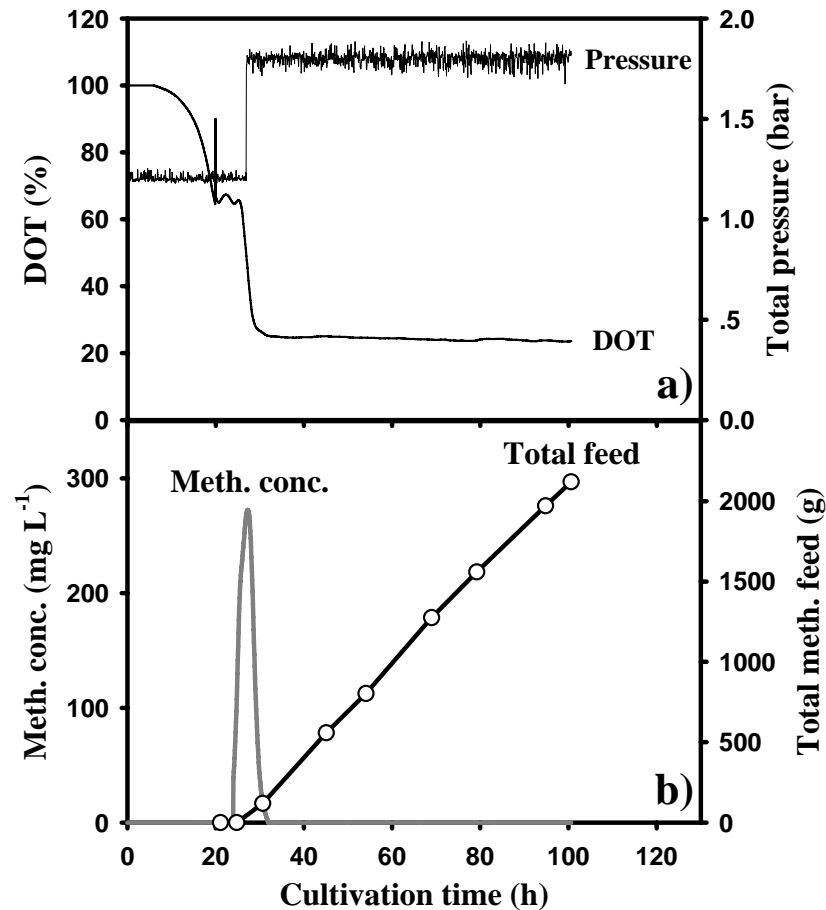 120
100
80
60
40
20
0
DOT (%)
2.0
1.5
1.0
.5
0.0
Total pressure (bar)
Pressure
DOT
a)
300
200
100
0
Meth. conc. (mg L-1)
2000
1500
1000
500
0
Total meth. feed (g)
Meth. conc.
Total feed
b)
0 20 40 60 80 100 120
Cultivation time (h)